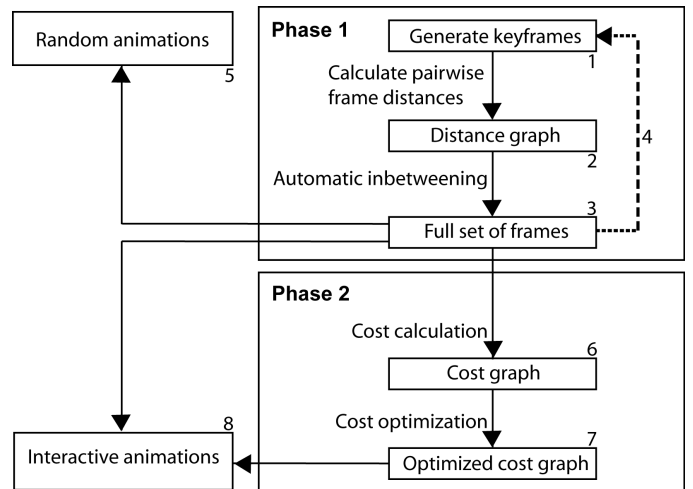 Random animations
5
Phase 1
Generate keyframes
1
Calculate pairwise
frame distances
Distance graph
2
4
Automatic inbetweening
3
Full set of frames
Phase 2
Cost calculation
6
Cost graph
Cost optimization
7
Optimized cost graph
8
Interactive animations